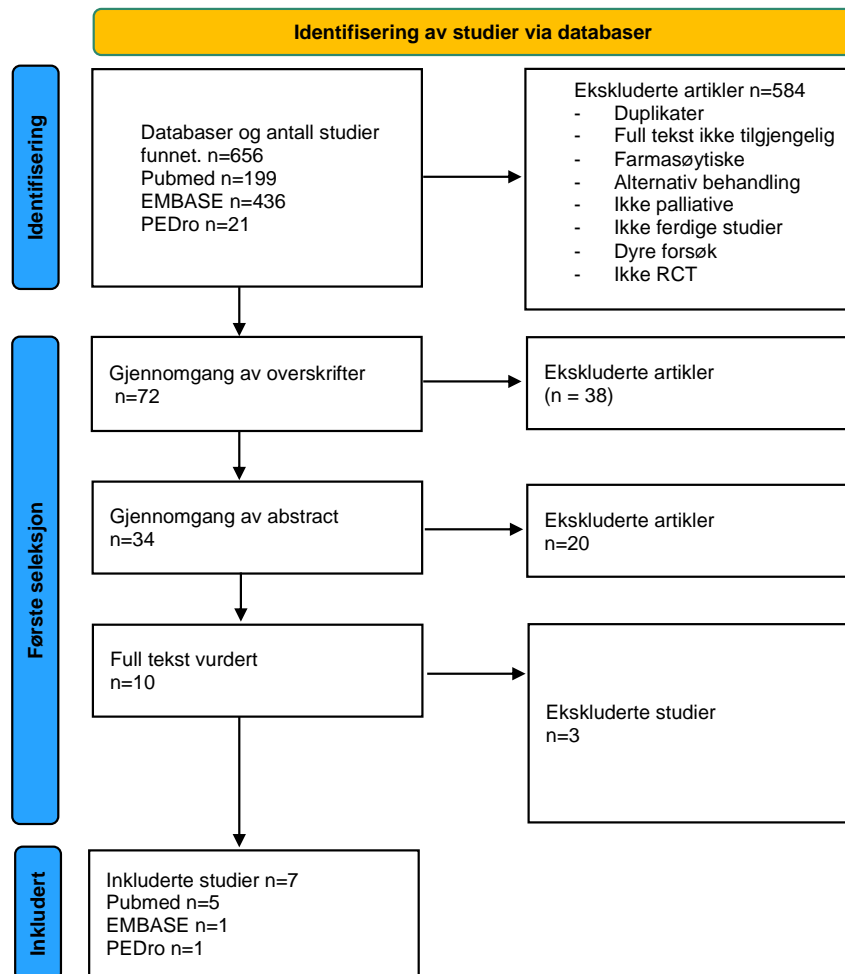 Identifisering av studier via databaser
Identifisering
Databaser og antall studier
funnet. n=656
Pubmed n=199
EMBASE n=436
PEDro n=21
Ekskluderte artikler n=584
- Duplikater
- Full tekst ikke tilgjengelig
- Farmasøytiske
- Alternativ behandling
- Ikke palliative
- Ikke ferdige studier
- Dyre forsøk
- Ikke RCT
Første seleksjon
Gjennomgang av overskrifter
n=72
Ekskluderte artikler
(n = 38)
Gjennomgang av abstract
n=34
Ekskluderte artikler
n=20
Full tekst vurdert
n=10
Ekskluderte studier
n=3
Inkludert
Inkluderte studier n=7
Pubmed n=5
EMBASE n=1
PEDro n=1